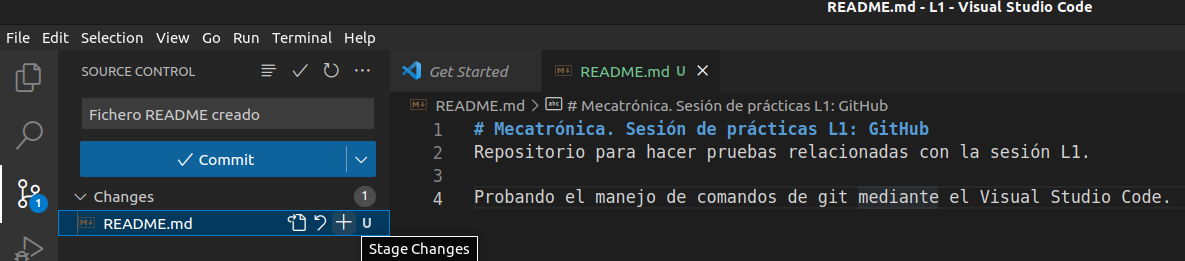 README.md - L1 - Visual Studio Code
File Edit Selection View Go Run Terminal Help
SOURCE CONTROL
Fichero README creado
Commit
Changes 1
README.md U
Stage Changes
1
Get Started
README.md U
README.md > # Mecatrónica. Sesión de prácticas L1: GitHub
1 # Mecatrónica. Sesión de prácticas L1: GitHub
2 Repositorio para hacer pruebas relacionadas con la sesión L1.
3
4 Probando el manejo de comandos de git mediante el Visual Studio Code.